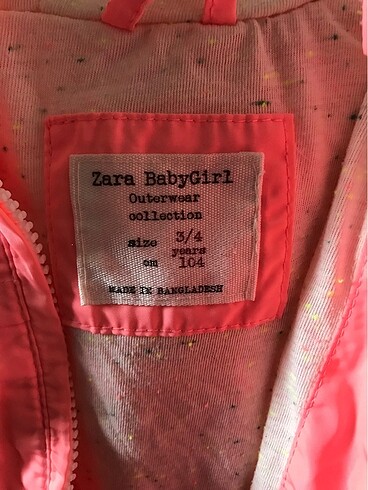 Zara BabyGirl
Outerwear
collection
size 3/4
years
cm 104
MADE IN BANGLADESH